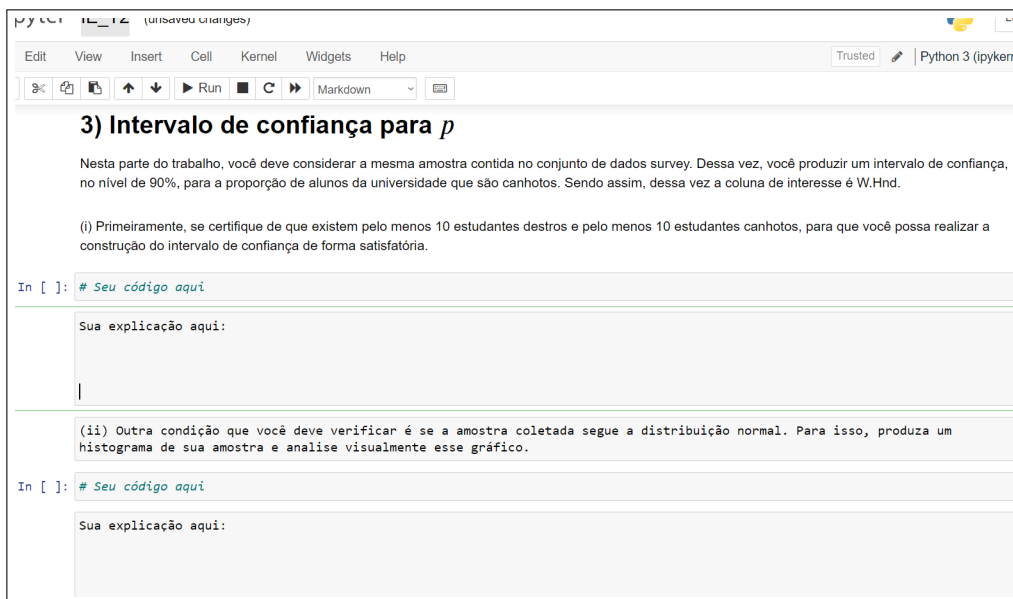 IE_T2 (unsaved changes)
Edit View Insert Cell Kernel Widgets Help Trusted Python 3 (ipykern
Run Markdown
3) Intervalo de confiança para p
Nesta parte do trabalho, você deve considerar a mesma amostra contida no conjunto de dados survey. Dessa vez, você produzir um intervalo de confiança,
no nível de 90%, para a proporção de alunos da universidade que são canhotos. Sendo assim, dessa vez a coluna de interesse é W.Hnd.
(i) Primeiramente, se certifique de que existem pelo menos 10 estudantes destros e pelo menos 10 estudantes canhotos, para que você possa realizar a
construção do intervalo de confiança de forma satisfatória.
In [ ]: # Seu código aqui
Sua explicação aqui:
(ii) Outra condição que você deve verificar é se a amostra coletada segue a distribuição normal. Para isso, produza um
histograma de sua amostra e analise visualmente esse gráfico.
In [ ]: # Seu código aqui
Sua explicação aqui: